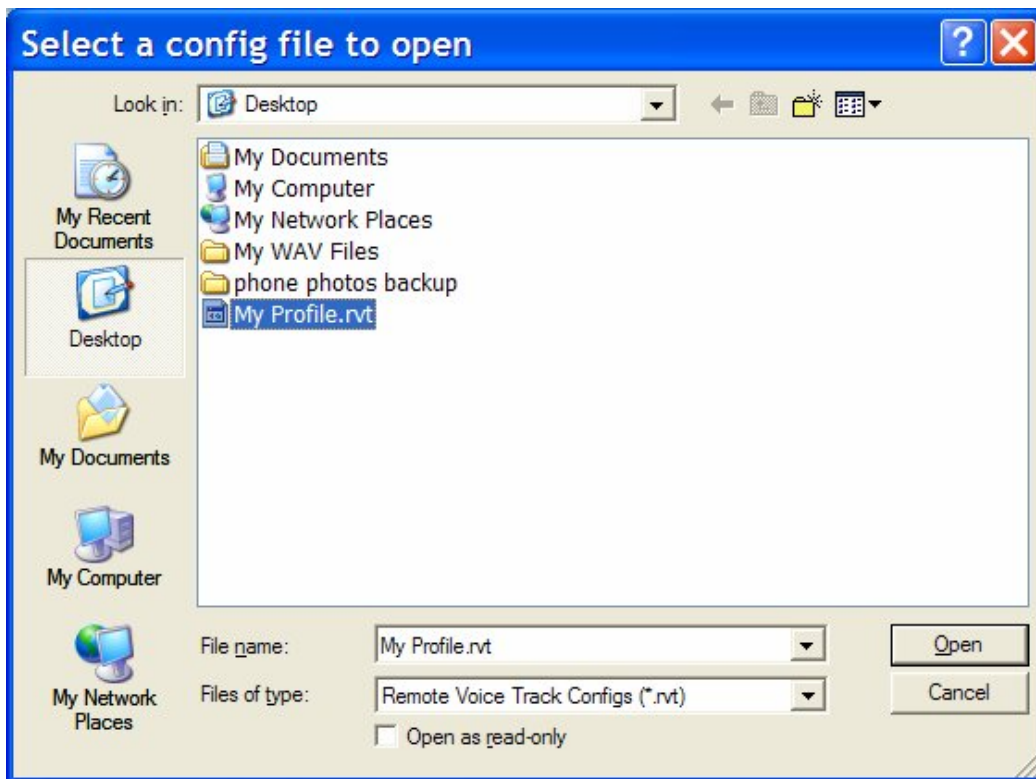 Select a config file to open
Look in:
Desktop
My Recent
Documents
Desktop
My Documents
My Computer
My Network
Places
My Documents
My Computer
My Network Places
My WAV Files
phone photos backup
My Profile.rvt
File name:
My Profile.rvt
Open
Files of type:
Remote Voice Track Configs (*.rvt)
Cancel
Open as read-only